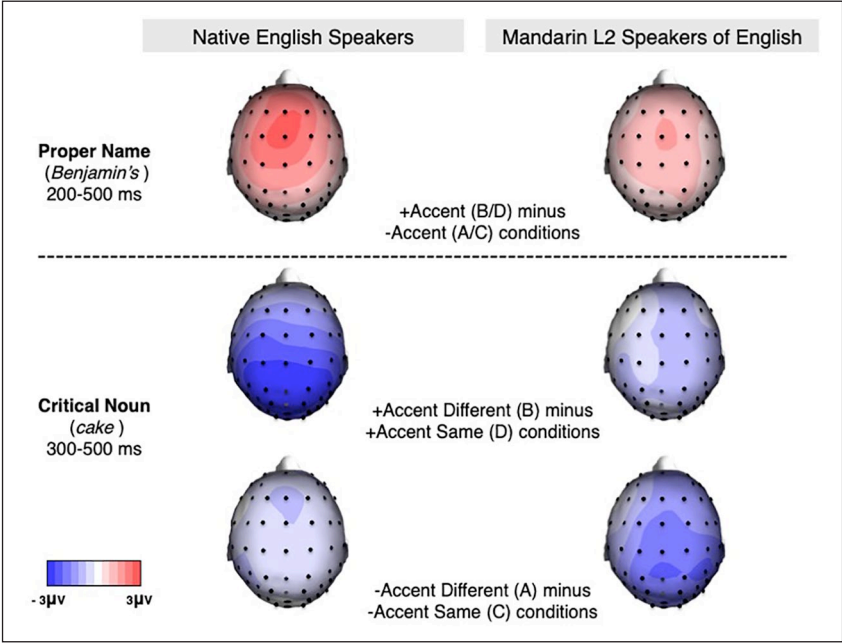 Native English Speakers
Mandarin L2 Speakers of English
Proper Name
(Benjamin's )
200-500 ms
+Accent (B/D) minus
-Accent (A/C) conditions
Critical Noun
(cake )
300-500 ms
+Accent Different (B) minus
+Accent Same (D) conditions
-Accent Different (A) minus
-Accent Same (C) conditions
- 3μV
3μV